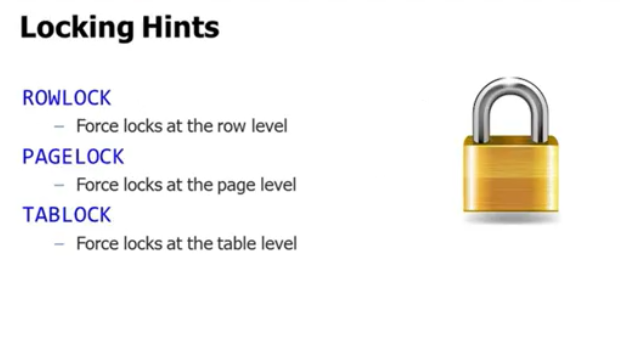 Locking Hints
ROWLOCK
– Force locks at the row level
PAGELOCK
– Force locks at the page level
TABLOCK
– Force locks at the table level